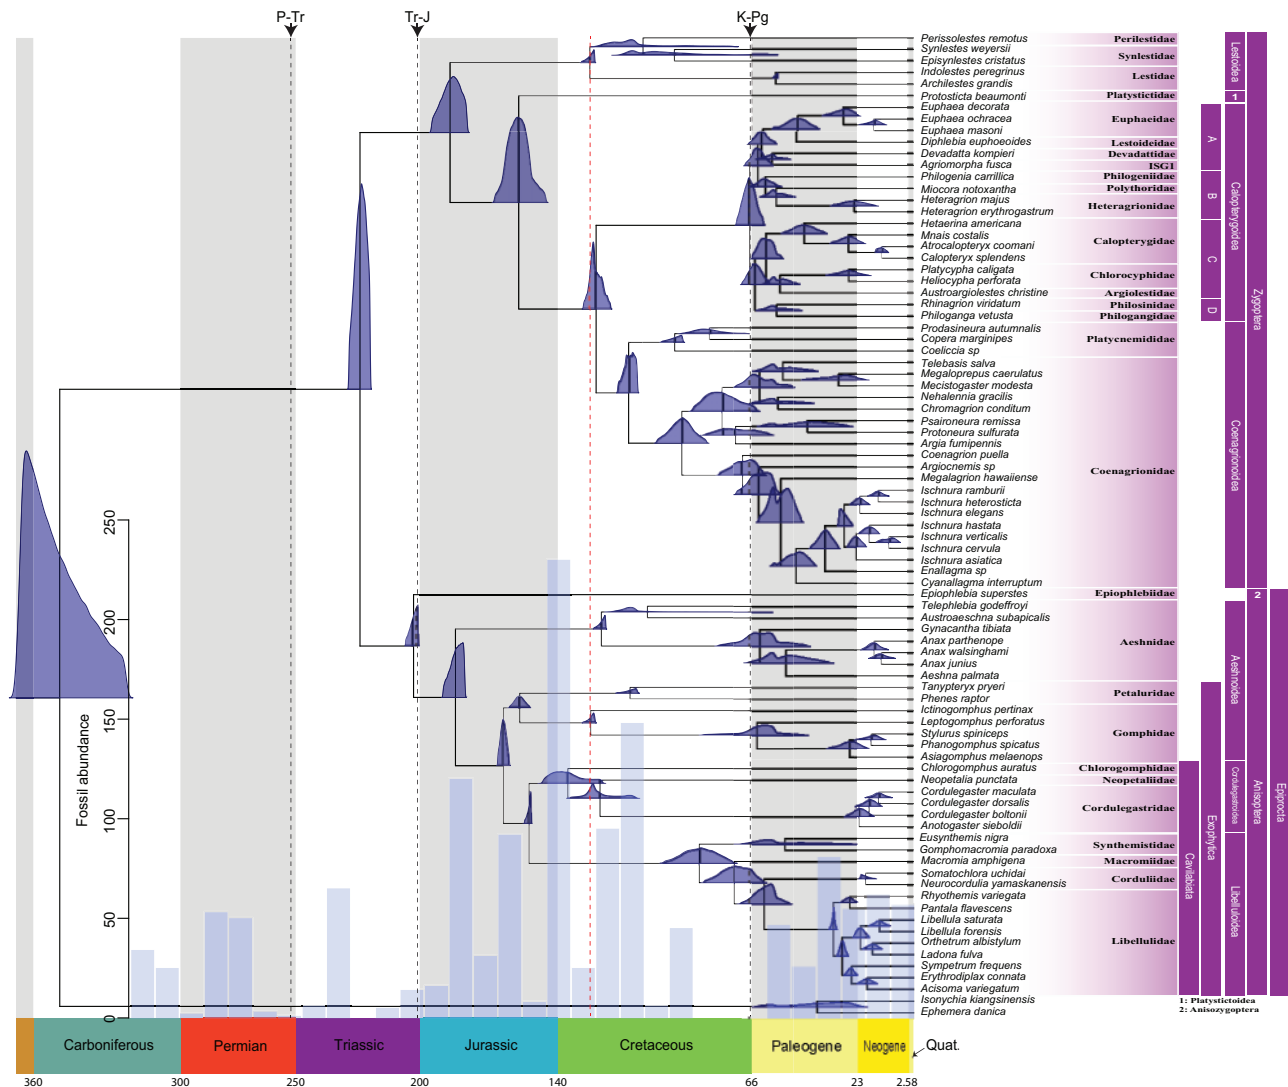 P-Tr
Tr-J
K-Pg
Perissolestes remotus Perilestidae
Synlestes weyersii
Synlestidae
Episynlestes cristatus
Indolestes peregrinus
Lestidae
Archilestes grandis
Protosticta beaumonti Platystictidae
Euphaea decorata
Euphaea ochracea Euphaeidae
Euphaea masoni
Diphlebia euphoeoides Lestoideidae
Devadatta kompieri Devadattidae
Agriomorpha fusca ISG1
Philogenia carrillica Philogeniidae
Miocora notoxantha Polythoridae
Heteragrion majus
Heteragrionidae
Heteragrion erythrogastrum
Hetaerina americana
Mnais costalis
Calopterygidae
Atrocalopteryx coomani
Calopteryx splendens
Platycypha caligata
Chlorocyphidae
Heliocypha perforata
Austroargiolestes christine Argiolestidae
Rhinagrion viridatum Philosinidae
Philoganga vetusta Philogangidae
Prodasineura autumnalis
Copera marginipes Platycnemididae
Coeliccia sp
Telebasis salva
Megaloprepus caerulatus
Mecistogaster modesta
Nehalennia gracilis
Chromagrion conditum
Psaironeura remissa
Protoneura sulfurata
Argia fumipennis
Coenagrion puella
Argiocnemis sp
Coenagrionidae
Megalagrion hawaiiense
Ischnura ramburii
Ischnura heterosticta
Ischnura elegans
Ischnura hastata
Ischnura verticalis
Ischnura cervula
Ischnura asiatica
Enallagma sp
Cyanallagma interruptum
Epiophlebia superstes Epiophlebiidae
Telephlebia godeffroyi
Austroaeschna subapicalis
Gynacantha tibiata
Anax parthenope Aeshnidae
Anax walsinghami
Anax junius
Aeshna palmata
Tanypteryx pryeri
Petaluridae
Phenes raptor
Ictinogomphus pertinax
Leptogomphus perforatus
Stylurus spiniceps Gomphidae
Phanogomphus spicatus
Asiagomphus melaenops
Chlorogomphus auratus Chlorogomphidae
Neopetalia punctata Neopetaliidae
Cordulegaster maculata
Cordulegaster dorsalis
Cordulegastridae
Cordulegaster boltonii
Anotogaster sieboldii
Eusynthemis nigra
Synthemistidae
Gomphomacromia paradoxa
Macromia amphigena Macromiidae
Somatochlora uchidai
Corduliidae
Neurocordulia yamaskanensis
Rhyothemis variegata
Pantala flavescens
Libellula saturata
Libellula forensis
Orthetrum albistylum Libellulidae
Ladona fulva
Sympetrum frequens
Erythrodiplax connata
Acisoma variegatum
Isonychia kiangsinensis
Ephemera danica
A
B
C
D
Lestoidea
1
Calopterygoidea
Coenagrionoidea
Zygoptera
2
Aeshnoidea
Cordulegastroidea
Libelluloidea
Anisoptera
Epiprocta
Exophytica
Cavilabiata
1: Platystictoidea
2: Anisozygoptera
Fossil abundance
250
200
150
100
50
0
Carboniferous Permian Triassic Jurassic Cretaceous Paleogene Neogene Quat.
360 300 250 200 140 66 23 2.58